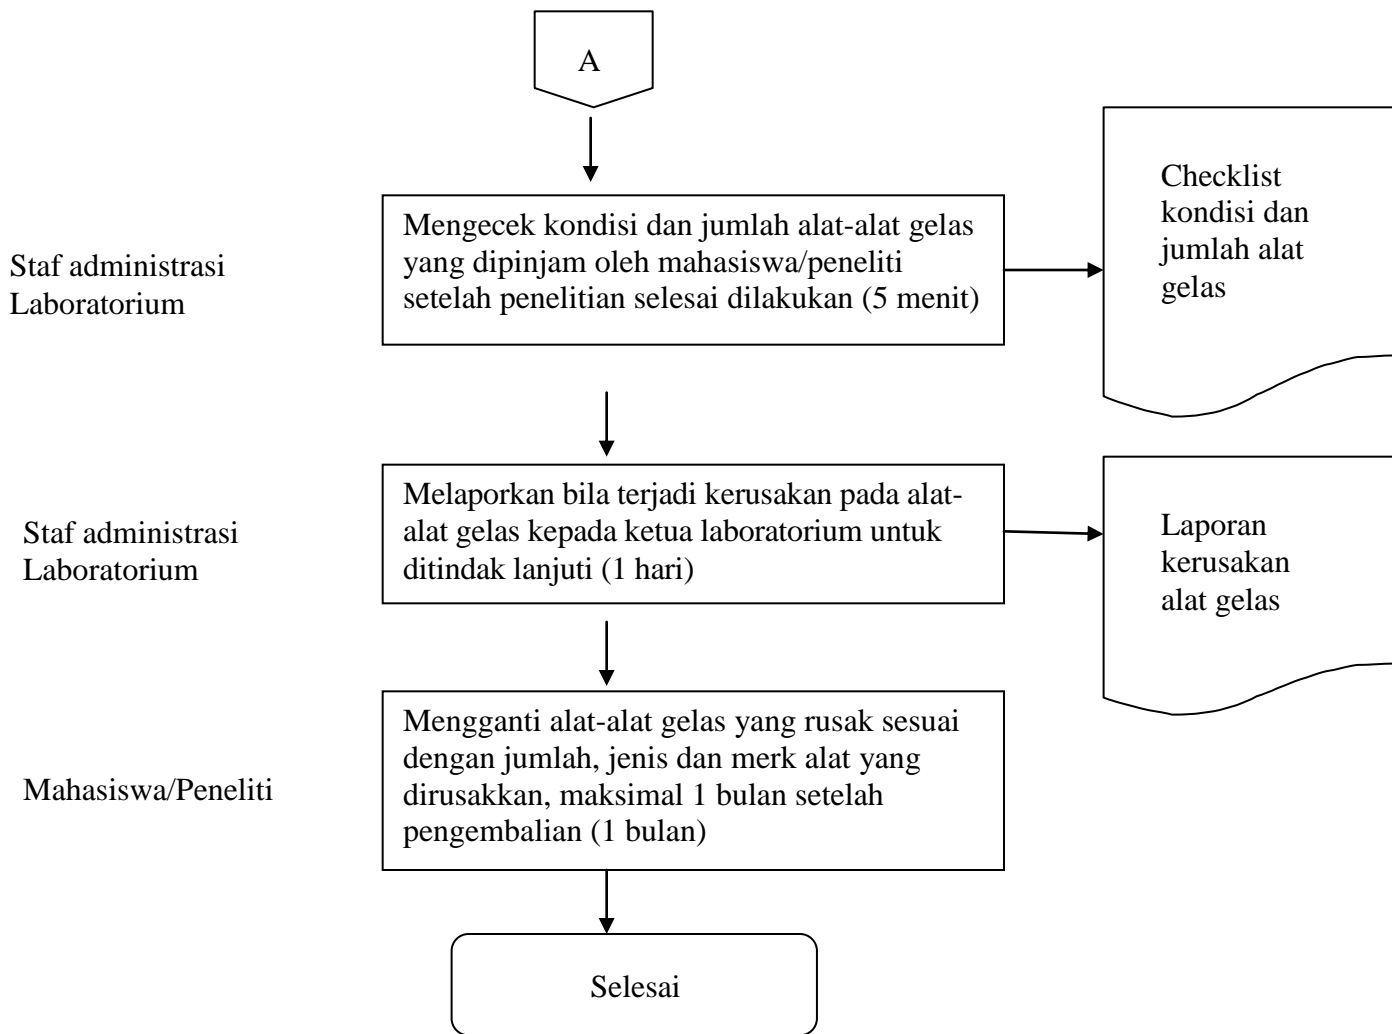 A
Staf administrasi
Laboratorium
Mengecek kondisi dan jumlah alat-alat gelas
yang dipinjam oleh mahasiswa/peneliti
setelah penelitian selesai dilakukan (5 menit)
Checklist
kondisi dan
jumlah alat
gelas
Staf administrasi
Laboratorium
Melaporkan bila terjadi kerusakan pada alat-
alat gelas kepada ketua laboratorium untuk
ditindak lanjuti (1 hari)
Laporan
kerusakan
alat gelas
Mahasiswa/Peneliti
Mengganti alat-alat gelas yang rusak sesuai
dengan jumlah, jenis dan merk alat yang
dirusakkan, maksimal 1 bulan setelah
pengembalian (1 bulan)
Selesai